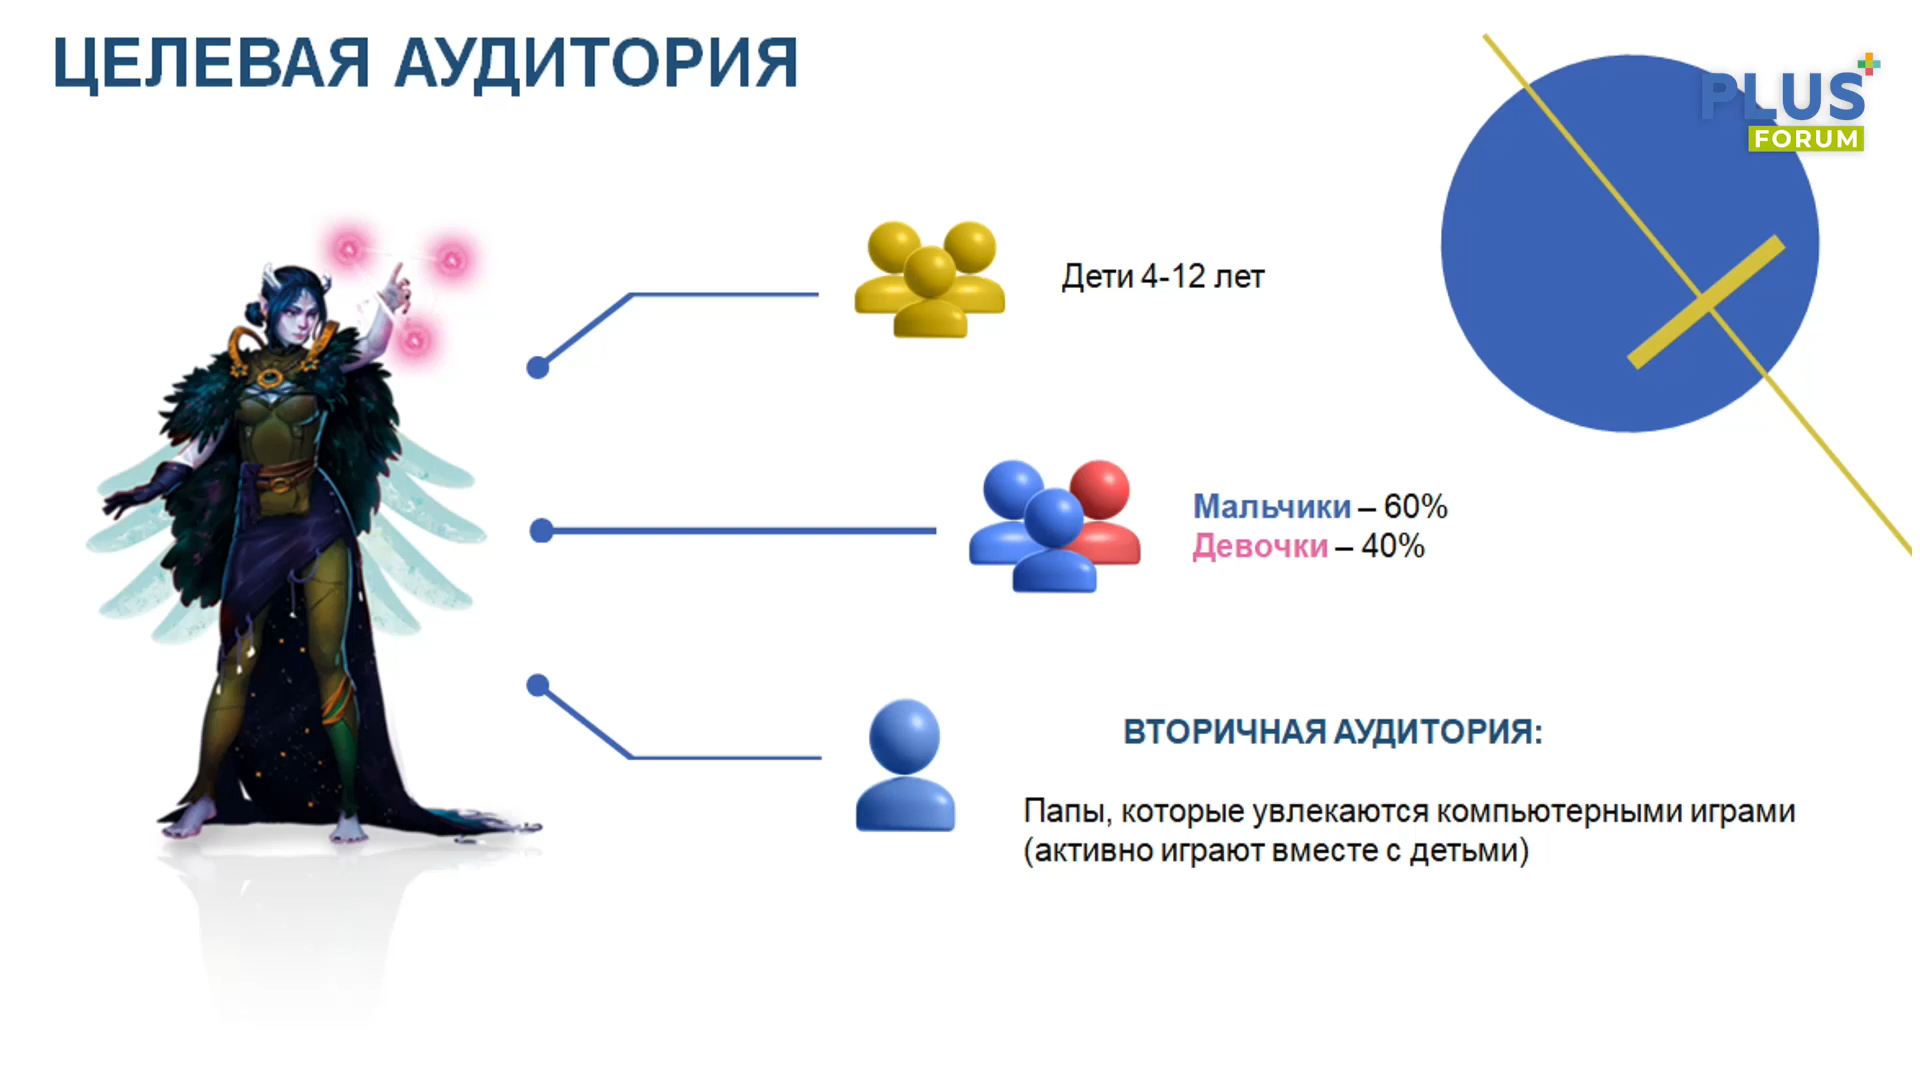 ЦЕЛЕВАЯ АУДИТОРИЯ
PLUS
FORUM
Дети 4-12 лет
Мальчики – 60%
Девочки – 40%
ВТОРИЧНАЯ АУДИТОРИЯ:
Папы, которые увлекаются компьютерными играми
(активно играют вместе с детьми)